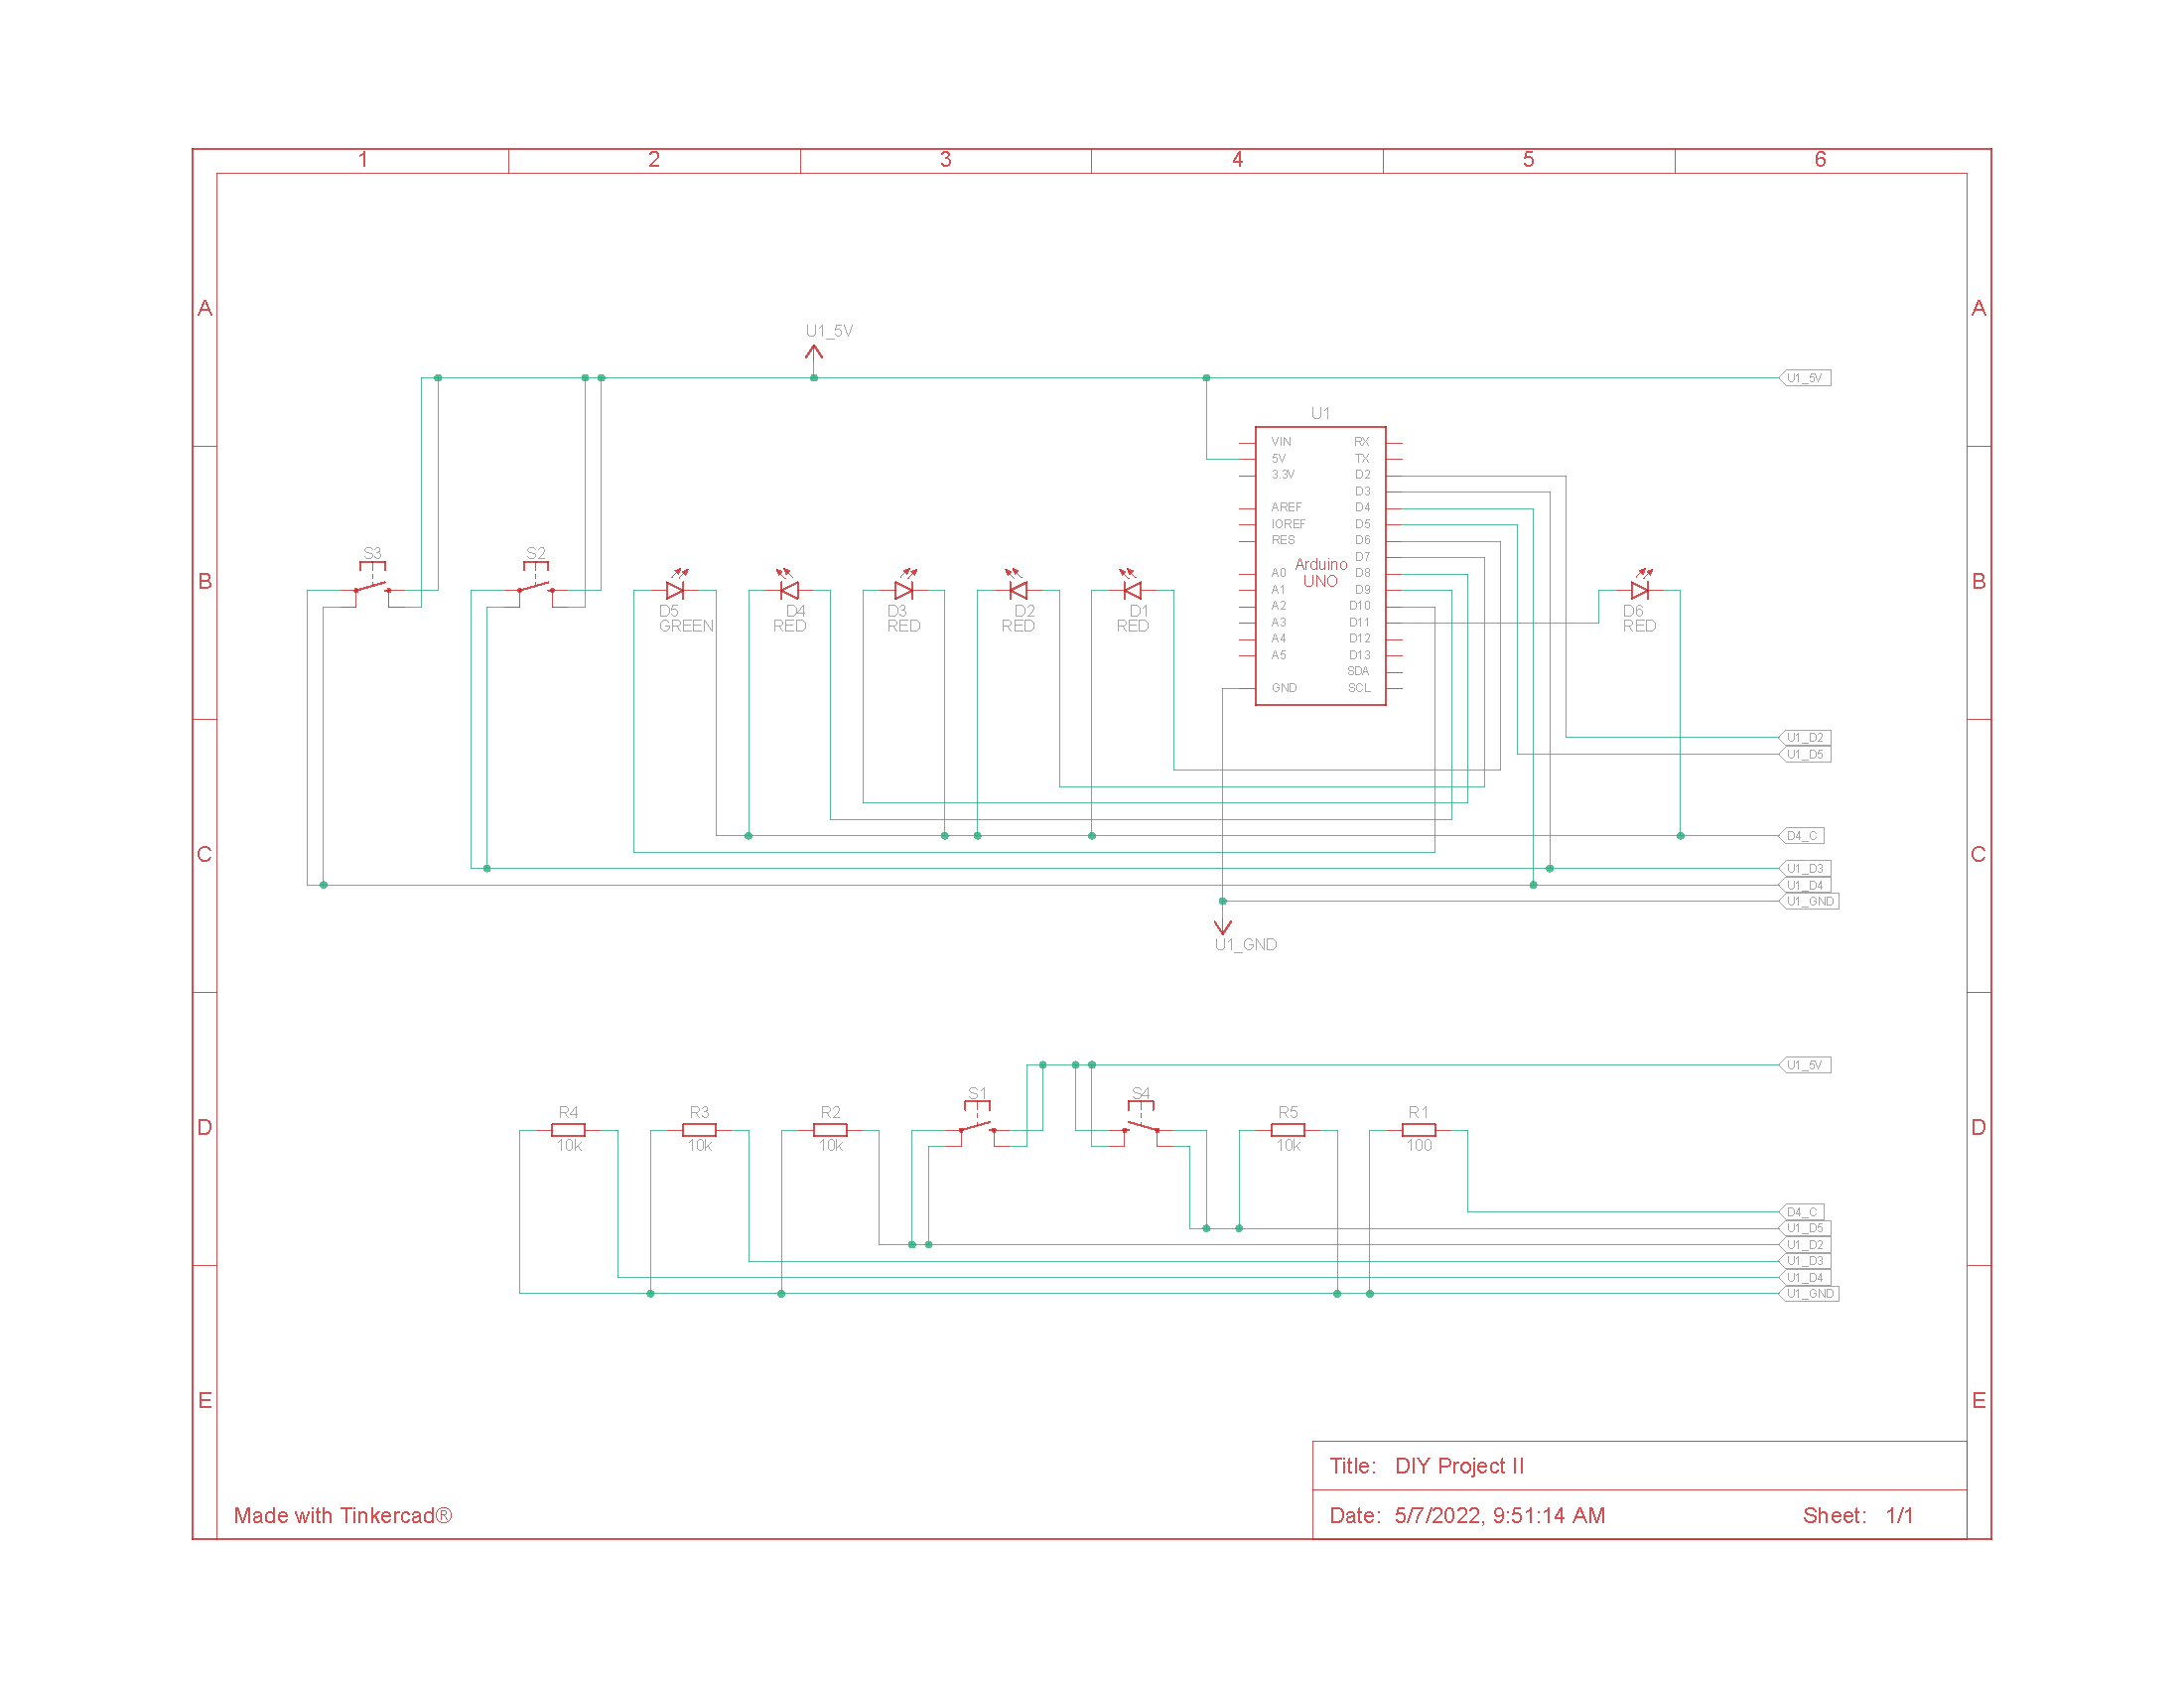 1 2 3 4 5 6
A A
U1_5V
U1_5V
U1
VIN RX
5V TX
3.3V D2
D3
AREF D4
IOREF D5
RES D6
D7
A0 D8
A1 D9
A2 D10
A3 D11
A4 D12
A5 D13
SDA
GND SCL
Arduino
UNO
B B
S3 S2
D5 D4 D3 D2 D1 D6
GREEN RED RED RED RED RED
U1_D2
U1_D5
C C
D4_C
U1_D3
U1_D4
U1_GND
U1_GND
U1_5V
D D
S1 S4
R4 R3 R2 R5 R1
10k 10k 10k 10k 100
D4_C
U1_D5
U1_D2
U1_D3
U1_D4
U1_GND
E E
Title: DIY Project II
Made with Tinkercad® Date: 5/7/2022, 9:51:14 AM Sheet: 1/1